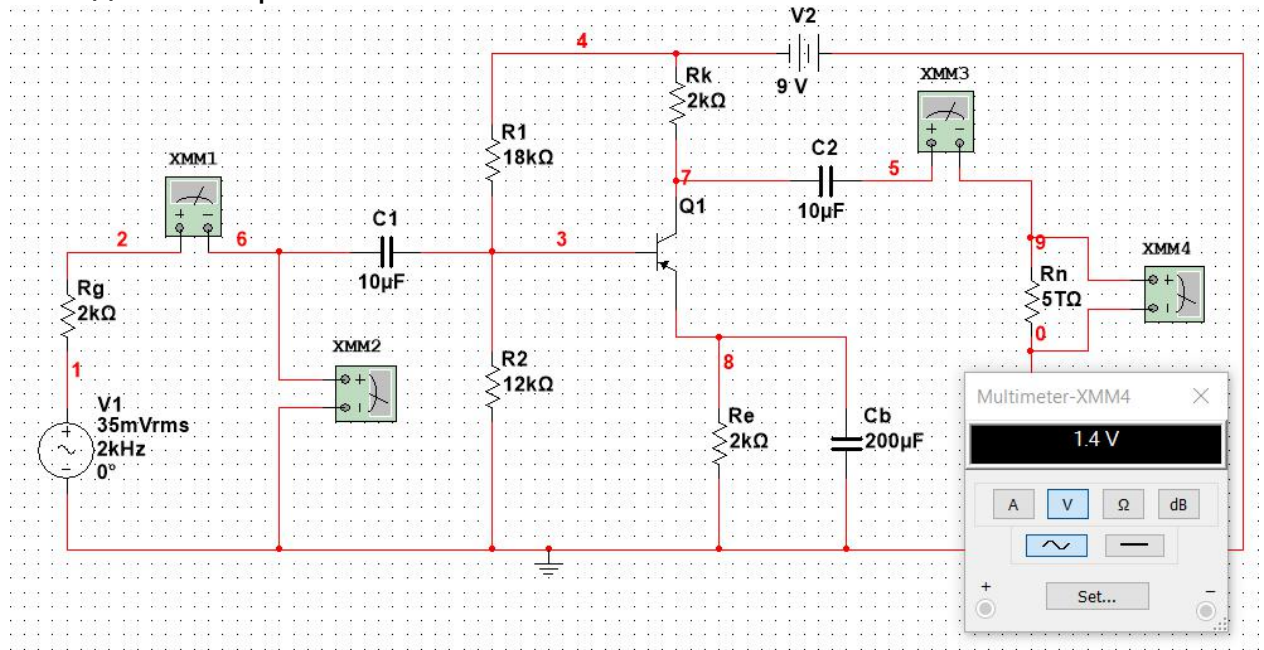 V2
4
9 V
Rk
2kΩ
XMM3
R1
18kΩ
XMM1
C2
5
7
10µF
Q1
C1
2
6
3
10µF
9
XMM4
Rg
2kΩ
Rn
5TΩ
0
XMM2
R2
12kΩ
8
1
V1
35mVrms
2kHz
0°
Re
2kΩ
Cb
200µF
Multimeter-XMM4
1.4 V
A V Ω dB
Set...